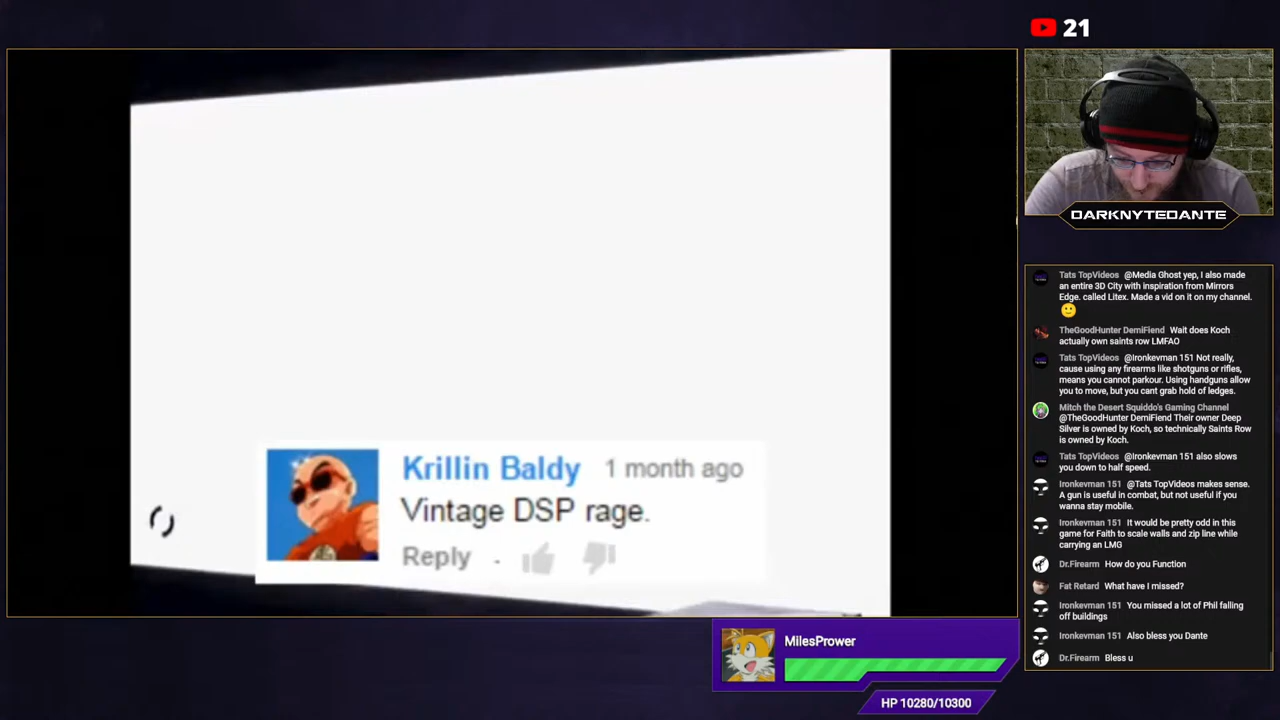 21
DARKNYTEDANTE
Krillin Baldy 1 month ago
Vintage DSP rage.
Reply
Tats TopVideos @Media Ghost yep, I also made
an entire 3D City with inspiration from Mirrors
Edge. called Litex. Made a vid on it on my channel.
TheGoodHunter DemiFiend Wait does Koch
actually own saints row LMFAO
Tats TopVideos @Ironkevman 151 Not really,
cause using any firearms like shotguns or rifles,
means you cannot parkour. Using handguns allow
you to move, but you cant grab hold of ledges.
Mitch the Desert Squiddo's Gaming Channel
@TheGoodHunter DemiFiend Their owner Deep
Silver is owned by Koch, so technically Saints Row
is owned by Koch.
Tats TopVideos @Ironkevman 151 also slows
you down to half speed.
Ironkevman 151 @Tats TopVideos makes sense.
A gun is useful in combat, but not useful if you
wanna stay mobile.
Ironkevman 151 It would be pretty odd in this
game for Faith to scale walls and zip line while
carrying an LMG
Dr.Firearm How do you Function
Fat Retard What have I missed?
Ironkevman 151 You missed a lot of Phil falling
off buildings
Ironkevman 151 Also bless you Dante
Dr.Firearm Bless u
MilesPrower
HP 10280/10300